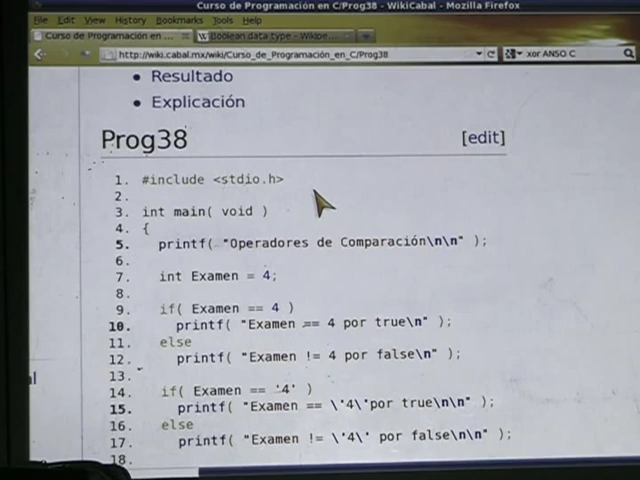 Curso de Programación en C/Prog38 - WikiCabal - Mozilla Firefox
File Edit View History Bookmarks Tools Help
Curso de Programación en ... Boolean data type - Wikipe...
http://wiki.cabal.mx/wiki/Curso_de_Programación_en_C/Prog38 xor ANSO C
• Resultado
• Explicación
Prog38 [edit]
1. #include <stdio.h>
2.
3. int main( void )
4. {
5. printf( "Operadores de Comparación\n\n" );
6.
7. int Examen = 4;
8.
9. if( Examen == 4 )
10. printf( "Examen == 4 por true\n" );
11. else
12. printf( "Examen != 4 por false\n" );
13.
14. if( Examen == '4' )
15. printf( "Examen == \'4\'por true\n\n" );
16. else
17. printf( "Examen != \'4\' por false\n\n" );
18.